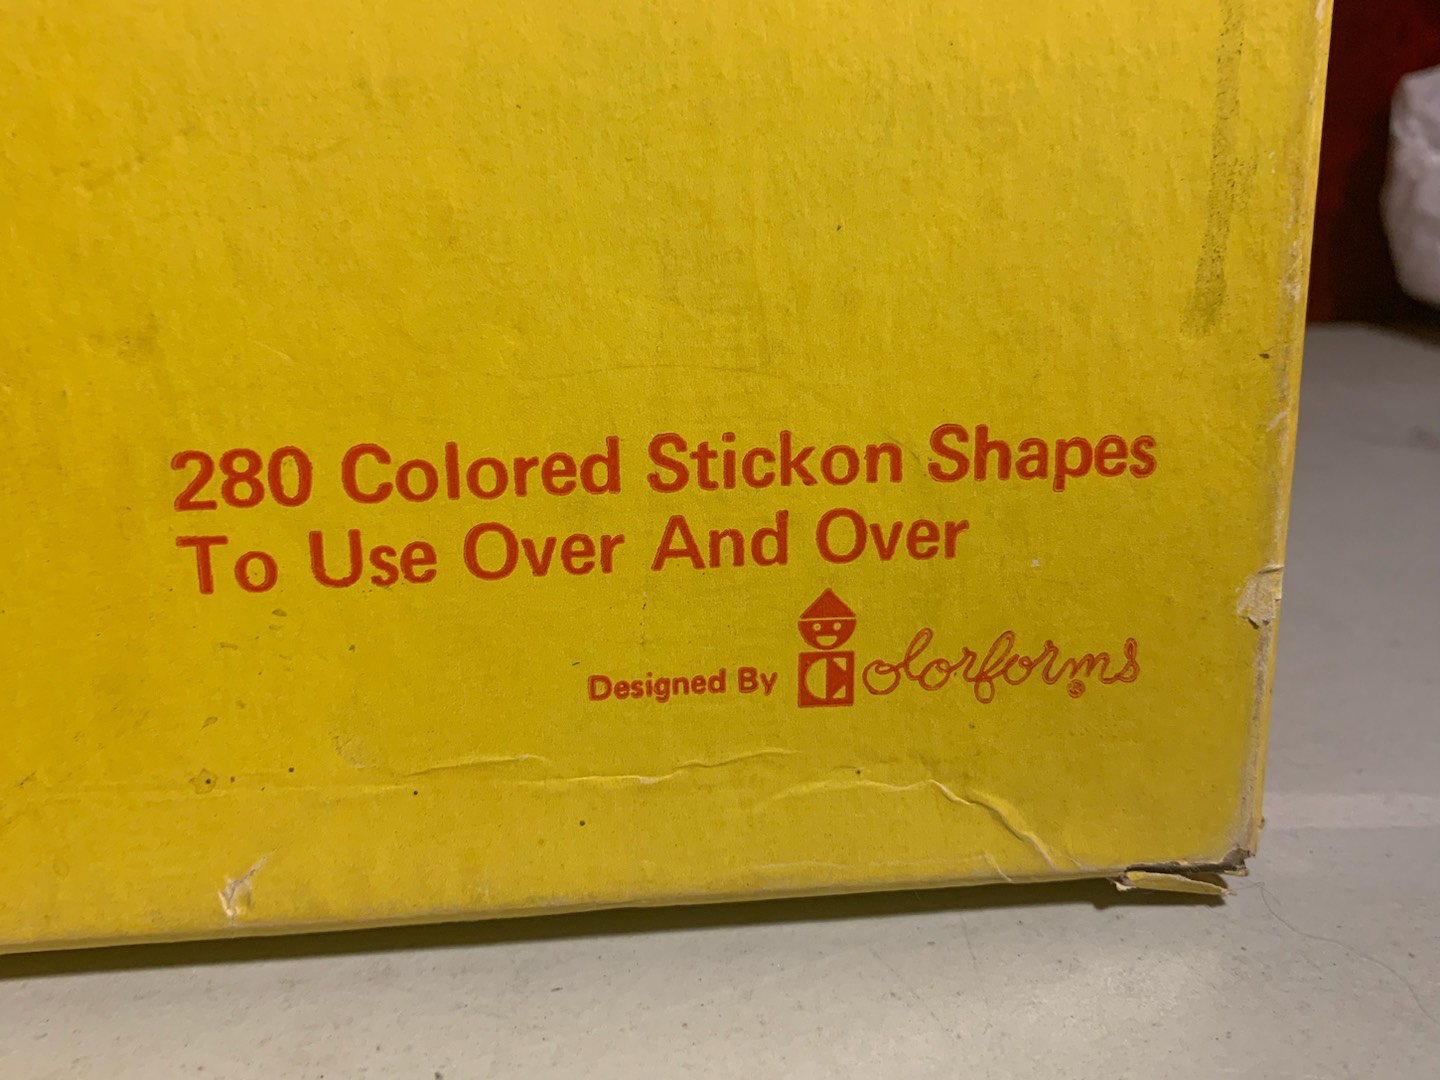 280 Colored Stickon Shapes
To Use Over And Over
Designed By Colorforms®